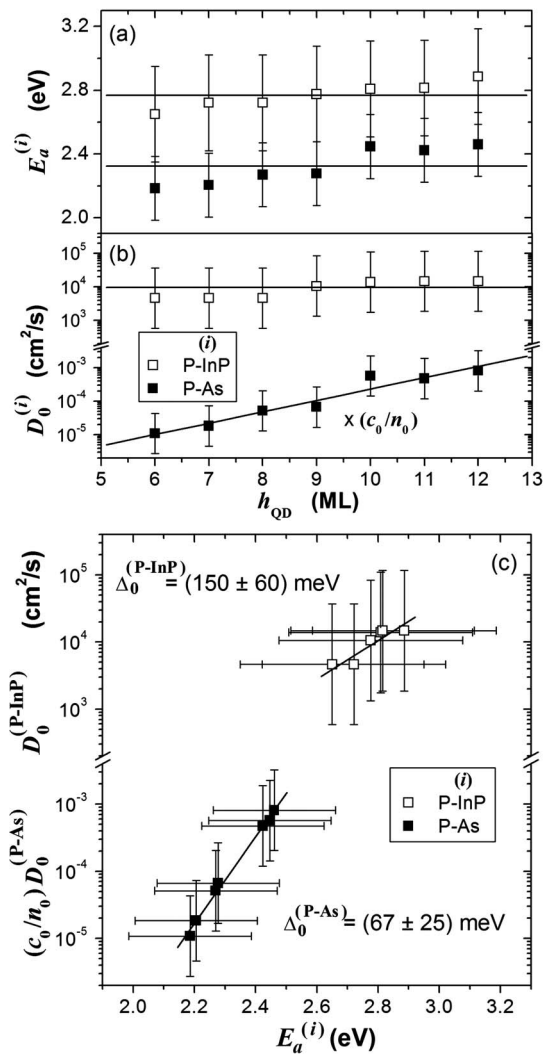 (a)
3.2
2.8
2.4
2.0
E_a^(i) (eV)
(b)
10^5
10^4
10^3
10^-3
10^-4
10^-5
D_0^(i) (cm^2/s)
(i)
P-InP
P-As
x (c_0/n_0)
5 6 7 8 9 10 11 12 13
h_QD (ML)
(c)
Δ_0^(P-InP) = (150 ± 60) meV
10^5
10^4
10^3
10^-3
10^-4
10^-5
D_0^(P-InP) (cm^2/s)
(c_0/n_0) D_0^(P-As)
(i)
P-InP
P-As
Δ_0^(P-As) = (67 ± 25) meV
2.0 2.2 2.4 2.6 2.8 3.0 3.2
E_a^(i) (eV)